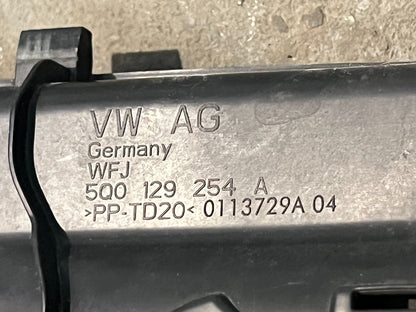 VW AG
Germany
WFJ
5Q0 129 254 A
>PP-TD20< 0113729A 04